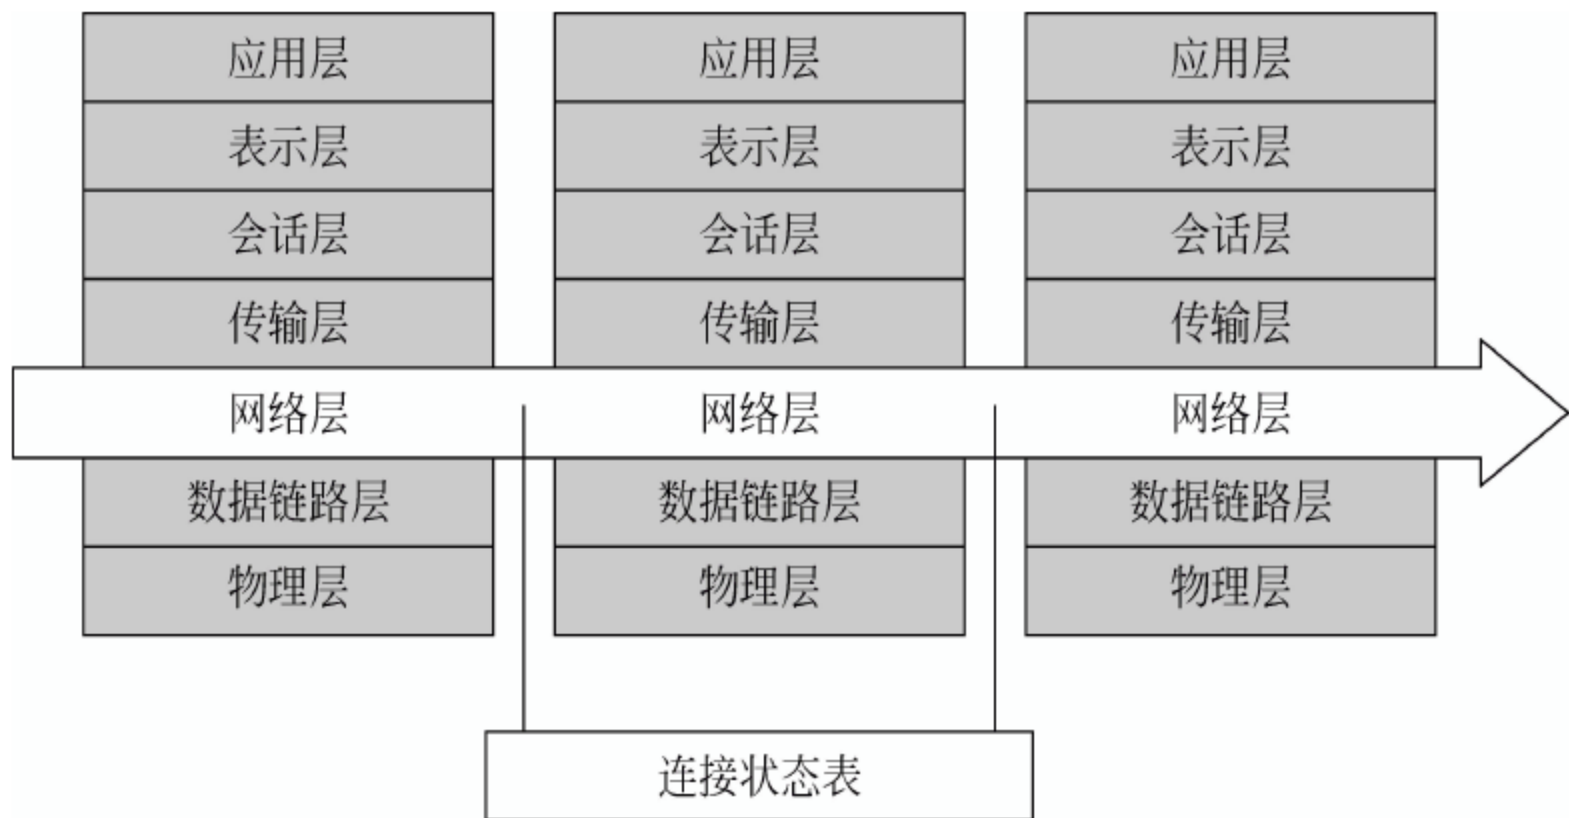 应用层 应用层 应用层
表示层 表示层 表示层
会话层 会话层 会话层
传输层 传输层 传输层
网络层 网络层 网络层
数据链路层 数据链路层 数据链路层
物理层 物理层 物理层
连接状态表